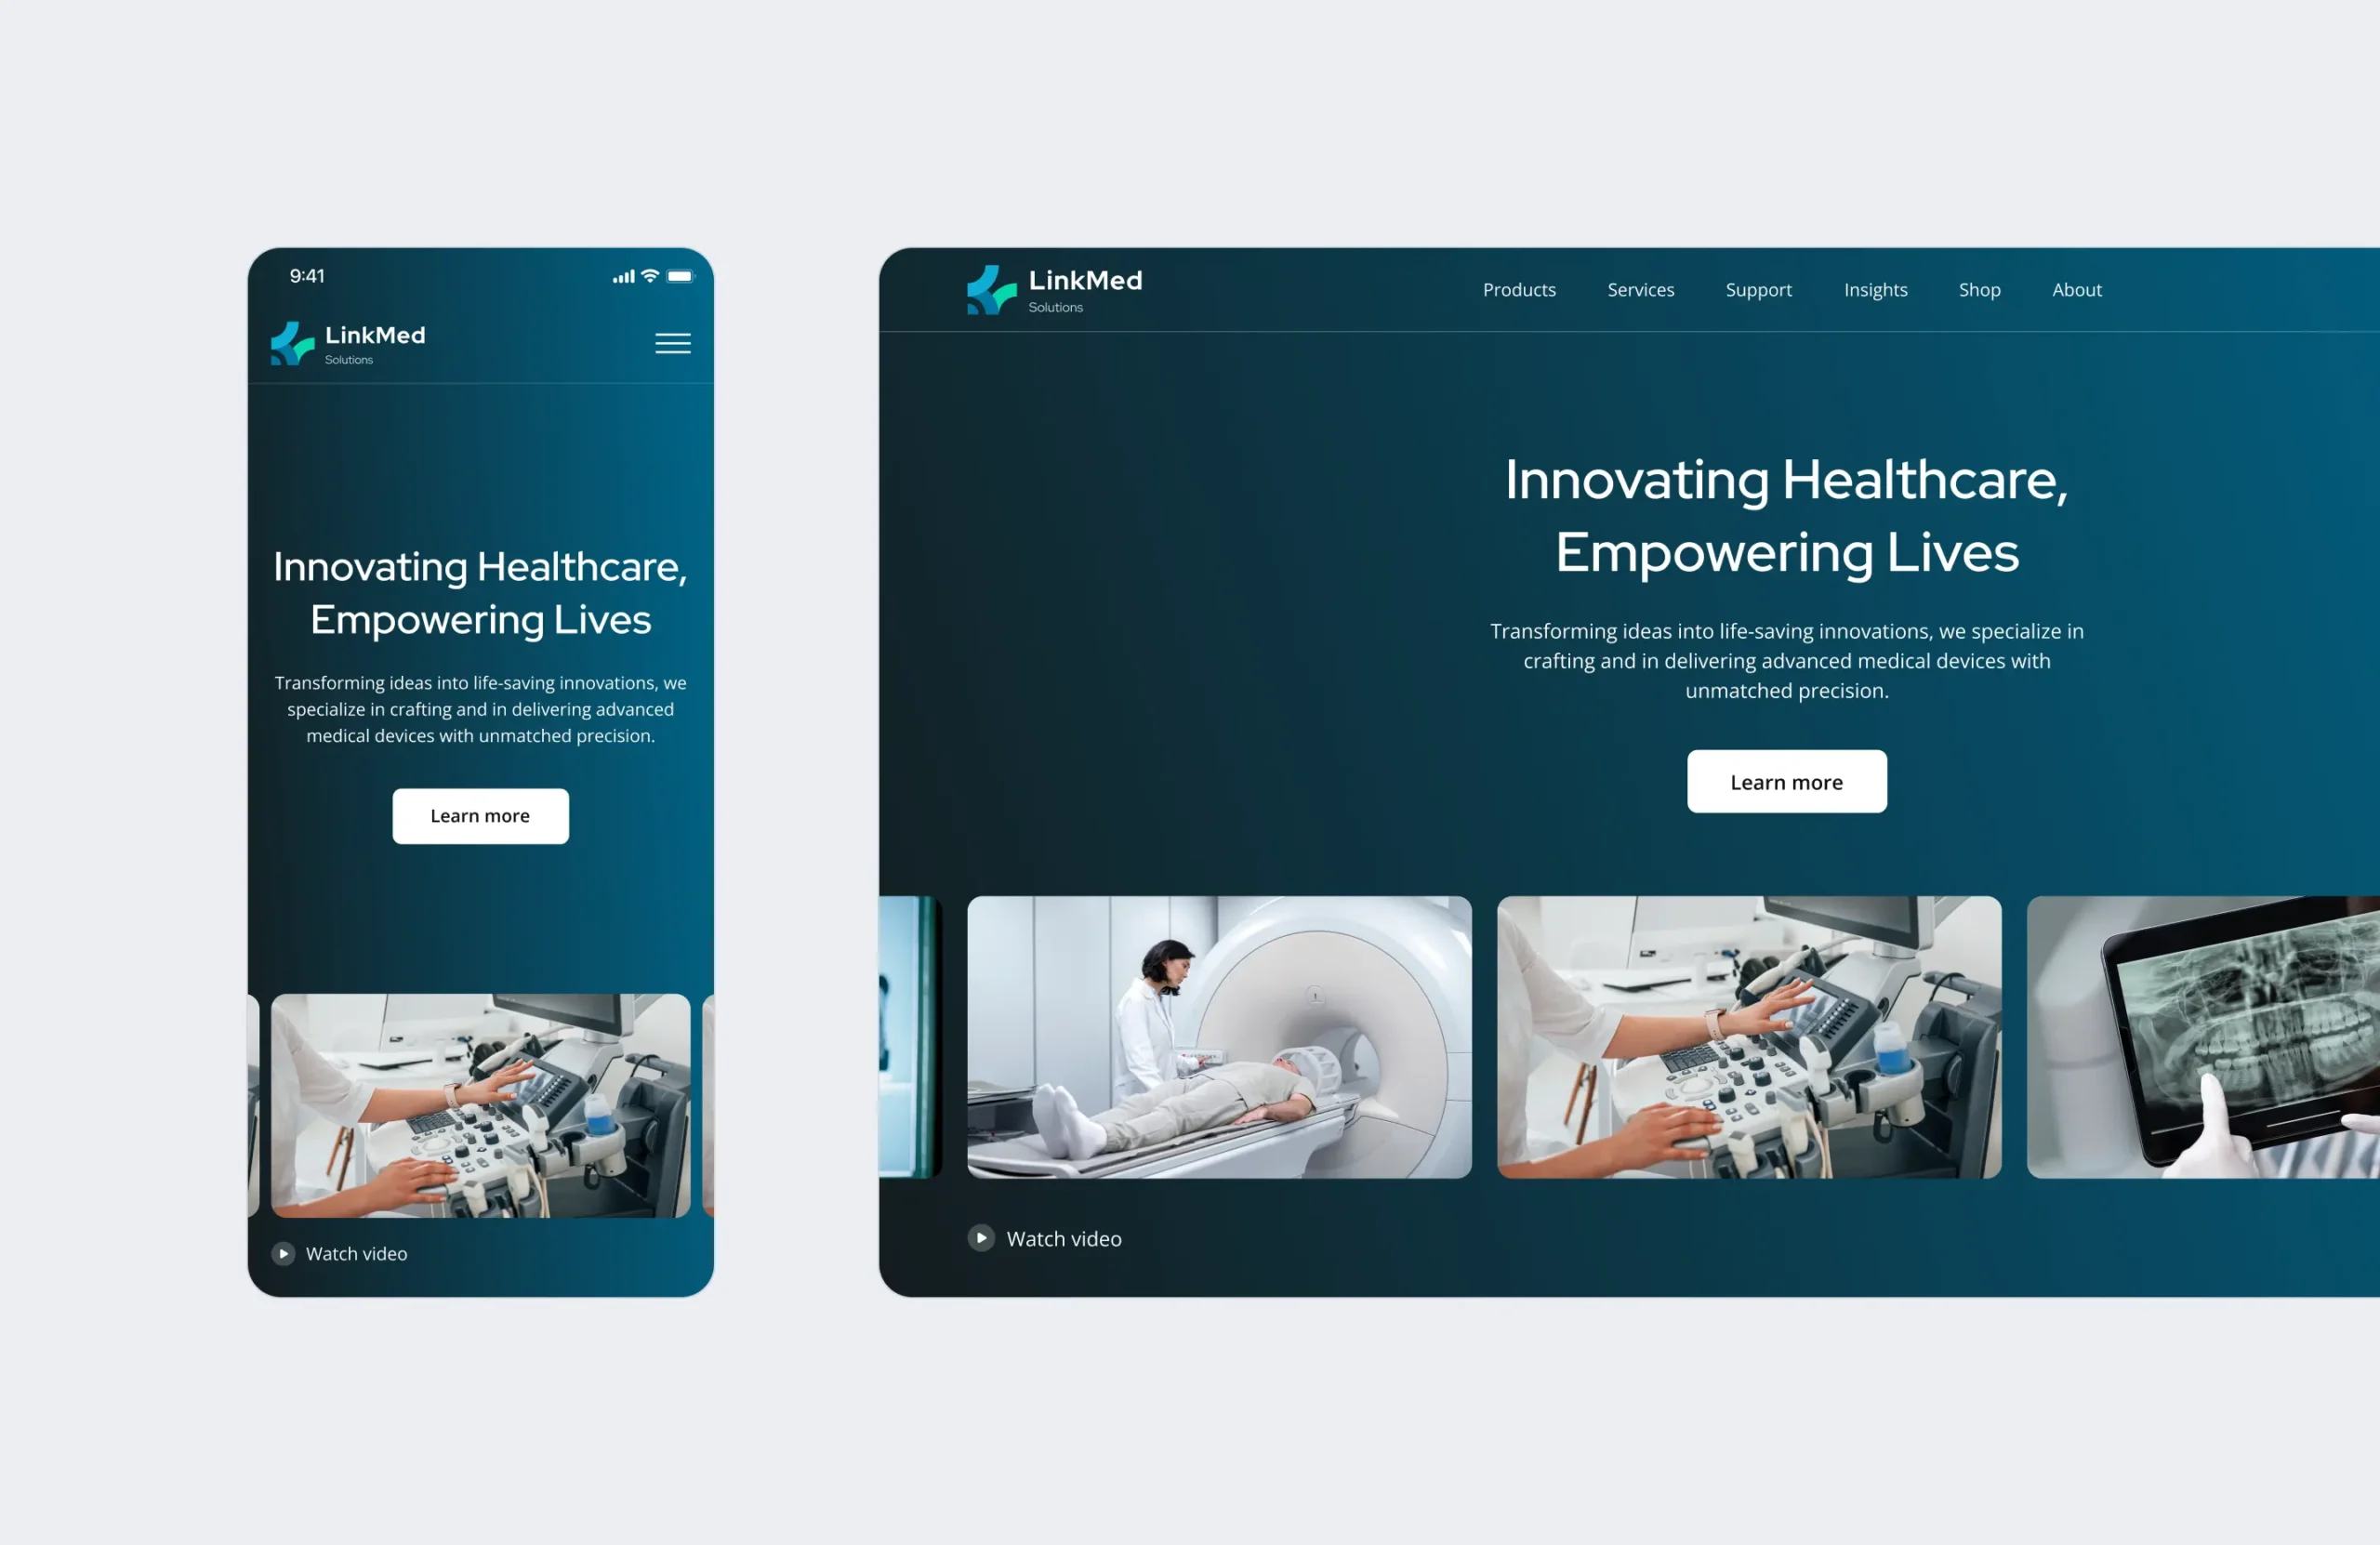 9:41
LinkMed
Solutions
Innovating Healthcare,
Empowering Lives
Transforming ideas into life-saving innovations, we
specialize in crafting and in delivering advanced
medical devices with unmatched precision.
Learn more
Watch video
LinkMed
Solutions
Products Services Support Insights Shop About
Innovating Healthcare,
Empowering Lives
Transforming ideas into life-saving innovations, we specialize in
crafting and in delivering advanced medical devices with
unmatched precision.
Learn more
Watch video